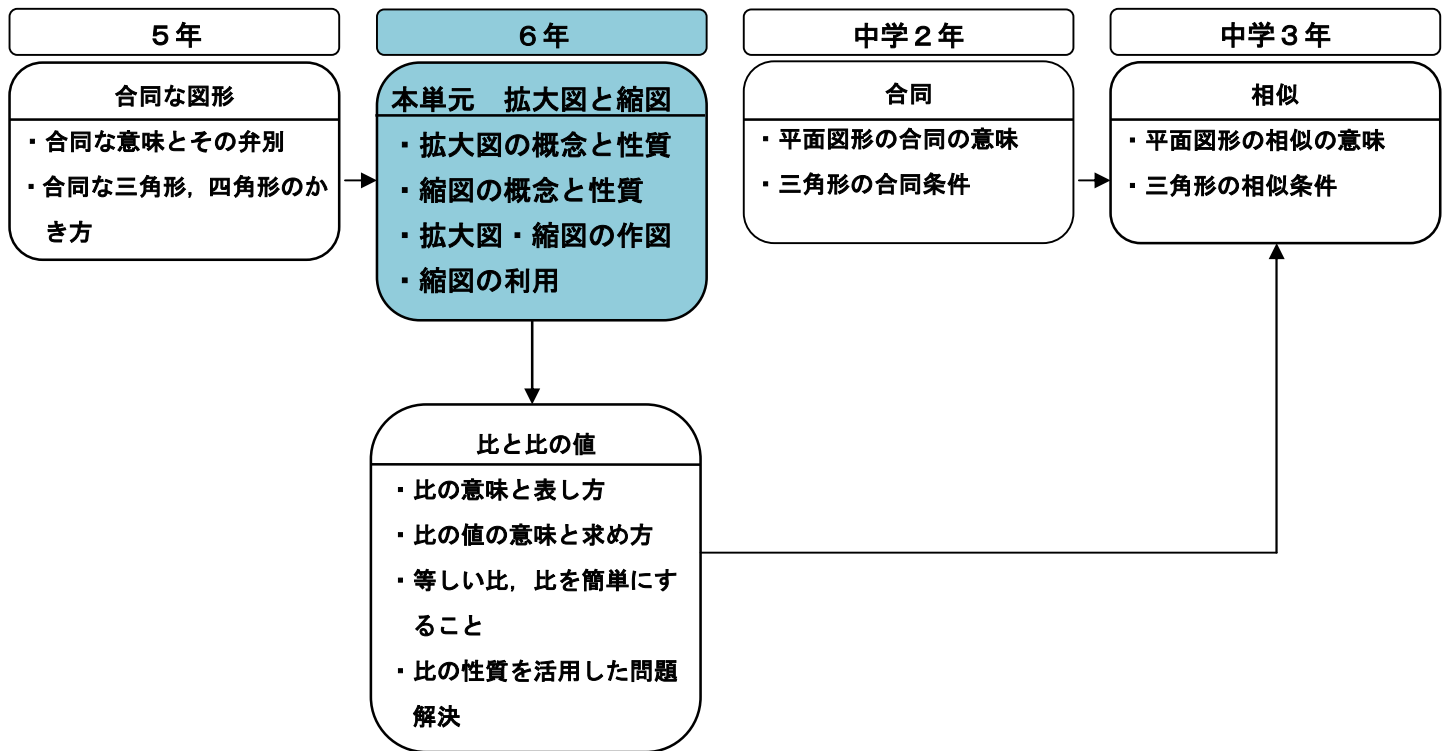 ５年
６年
中学２年
中学３年
合同な図形
・合同な意味とその弁別
・合同な三角形，四角形のか
き方
本単元　拡大図と縮図
・拡大図の概念と性質
・縮図の概念と性質
・拡大図・縮図の作図
・縮図の利用
合同
・平面図形の合同の意味
・三角形の合同条件
相似
・平面図形の相似の意味
・三角形の相似条件
比と比の値
・比の意味と表し方
・比の値の意味と求め方
・等しい比，比を簡単にす
ること
・比の性質を活用した問題
解決